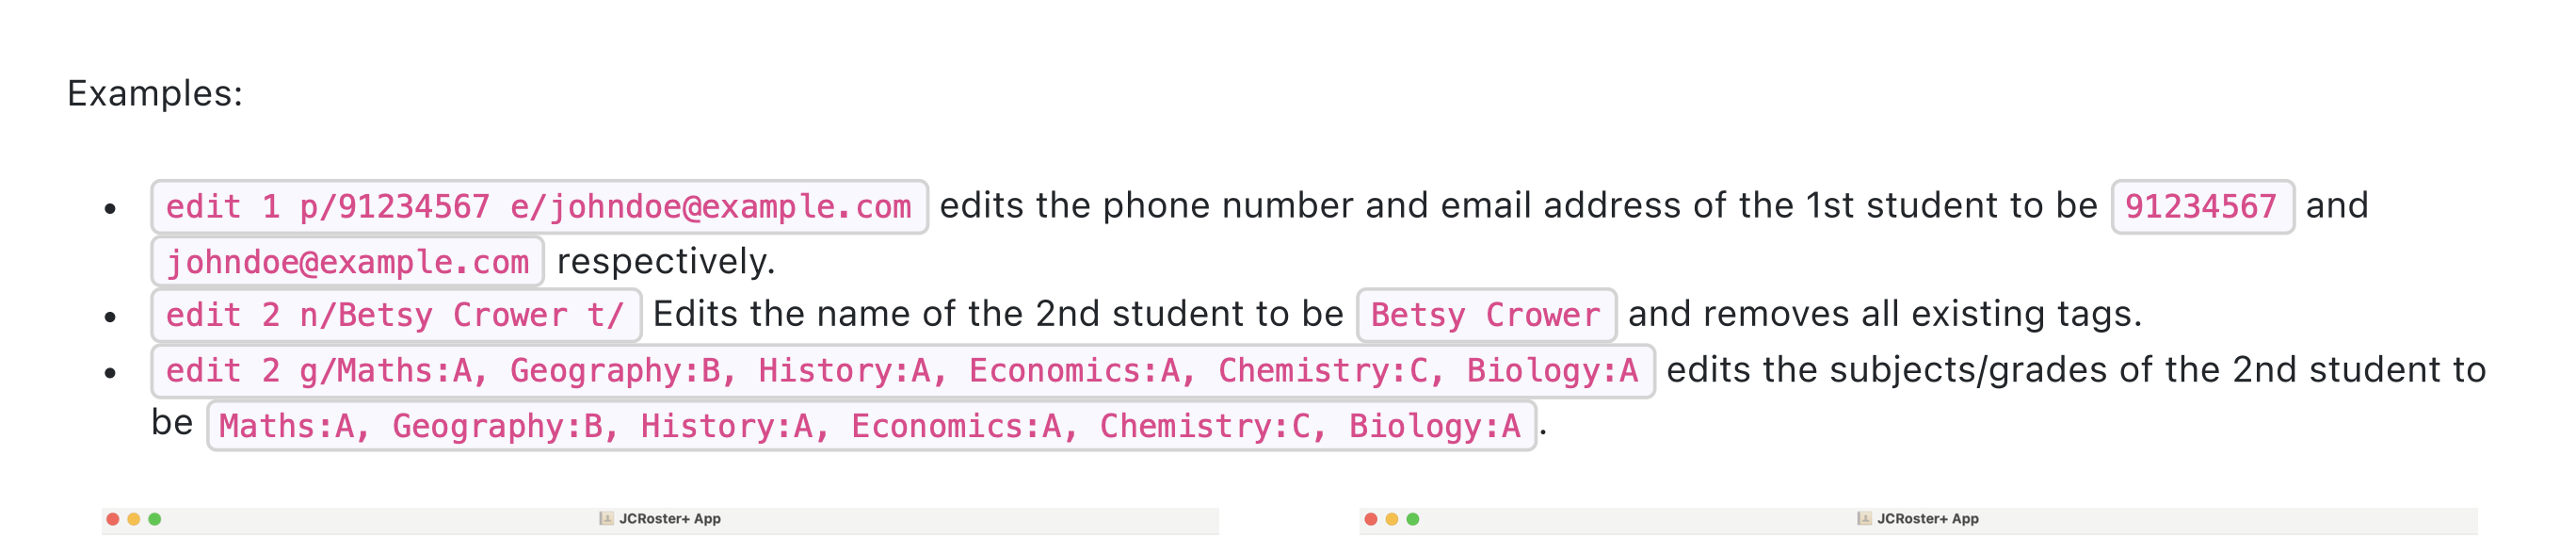 Examples:
• edit 1 p/91234567 e/johndoe@example.com edits the phone number and email address of the 1st student to be 91234567 and
johndoe@example.com respectively.
• edit 2 n/Betsy Crower t/ Edits the name of the 2nd student to be Betsy Crower and removes all existing tags.
• edit 2 g/Maths:A, Geography:B, History:A, Economics:A, Chemistry:C, Biology:A edits the subjects/grades of the 2nd student to
be Maths:A, Geography:B, History:A, Economics:A, Chemistry:C, Biology:A.
JCRoster+ App
JCRoster+ App